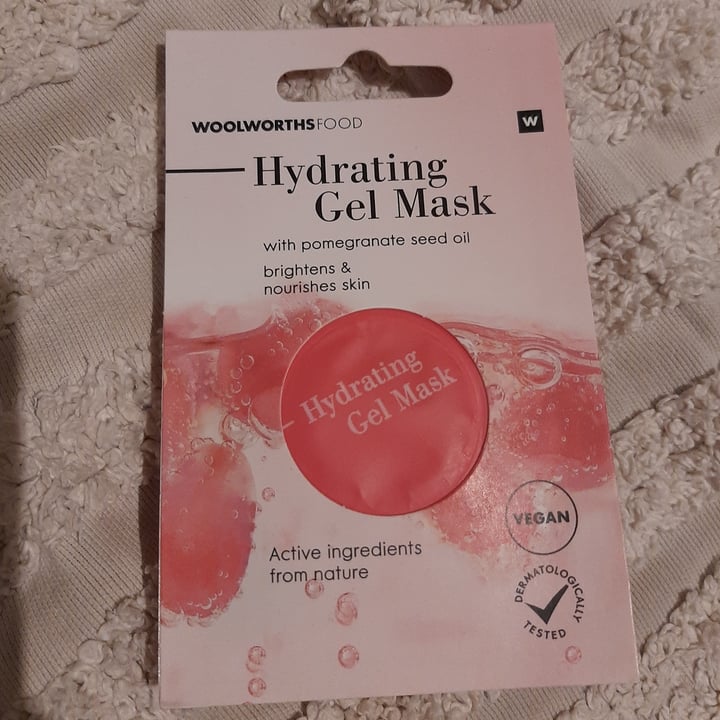 WOOLWORTHSFOOD
W
Hydrating
Gel Mask
with pomegranate seed oil
brightens &
nourishes skin
Hydrating
Gel Mask
Active ingredients
from nature
VEGAN
DERMATOLOGICALLY
TESTED